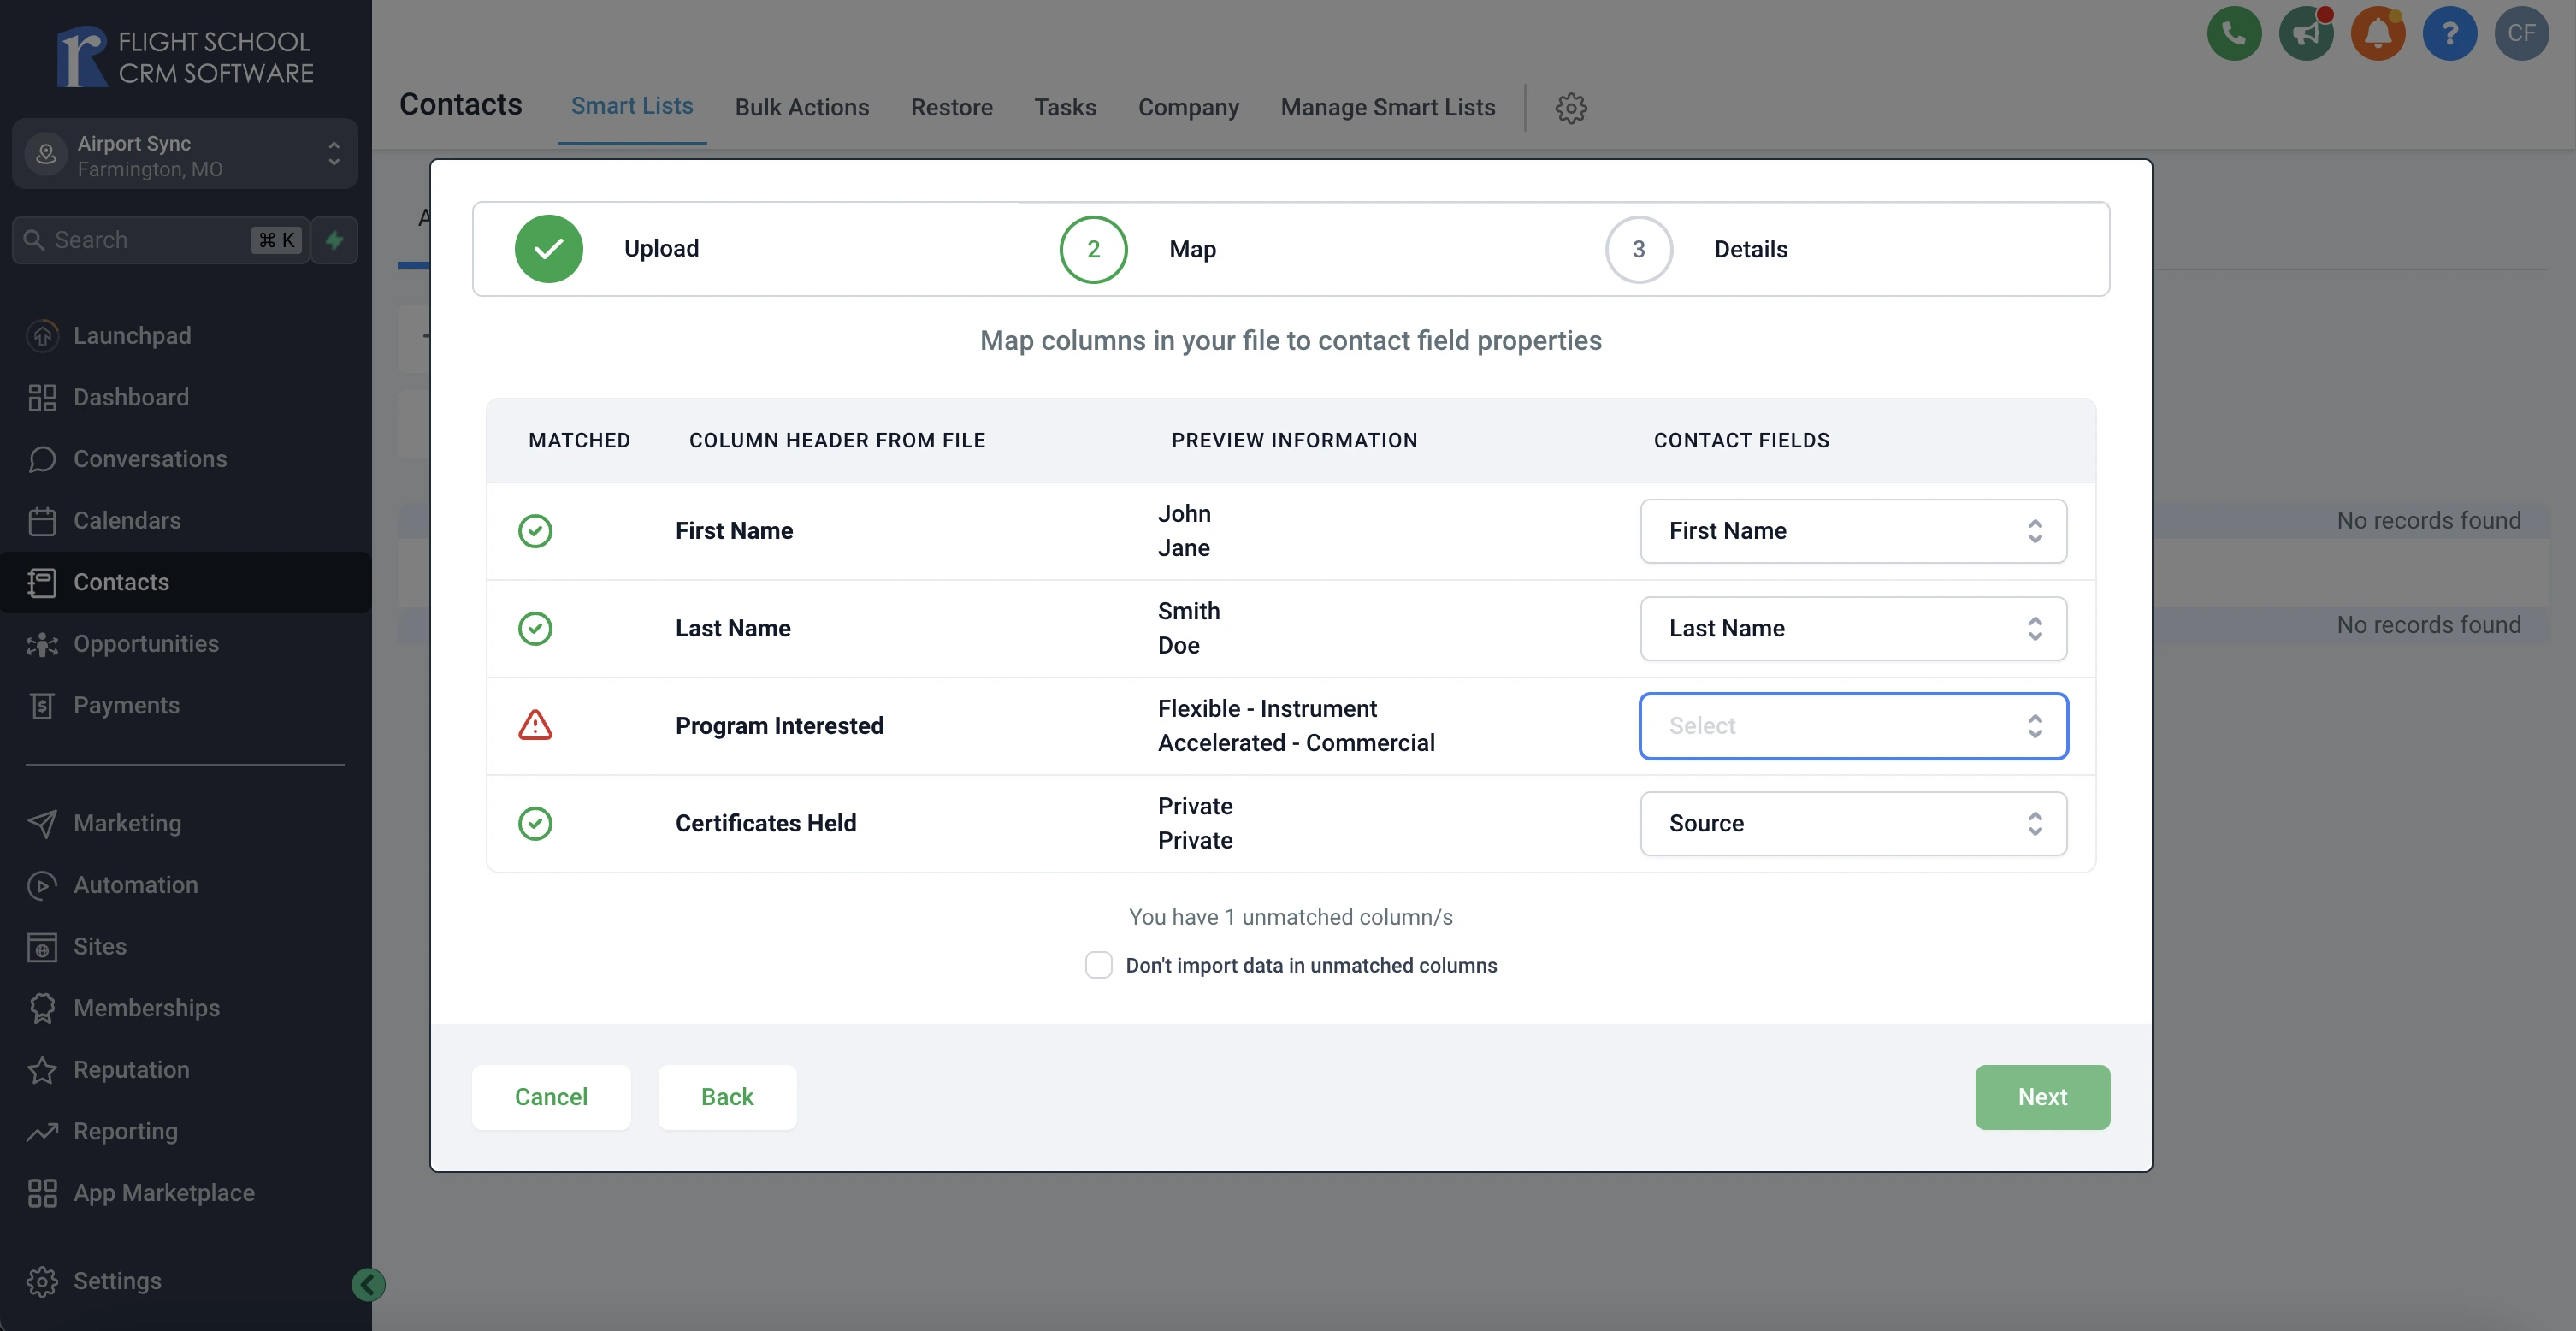 FLIGHT SCHOOL
CRM SOFTWARE
Airport Sync
Farmington, MO
Search
⌘ K
Launchpad
Dashboard
Conversations
Calendars
Contacts
Opportunities
Payments
Marketing
Automation
Sites
Memberships
Reputation
Reporting
App Marketplace
Settings
CF
Contacts
Smart Lists
Bulk Actions
Restore
Tasks
Company
Manage Smart Lists
Upload
2
Map
3
Details
Map columns in your file to contact field properties
MATCHED
COLUMN HEADER FROM FILE
PREVIEW INFORMATION
CONTACT FIELDS
First Name
John
Jane
First Name
Last Name
Smith
Doe
Last Name
Program Interested
Flexible - Instrument
Accelerated - Commercial
Select
Certificates Held
Private
Private
Source
You have 1 unmatched column/s
Don't import data in unmatched columns
Cancel
Back
Next
No records found
No records found